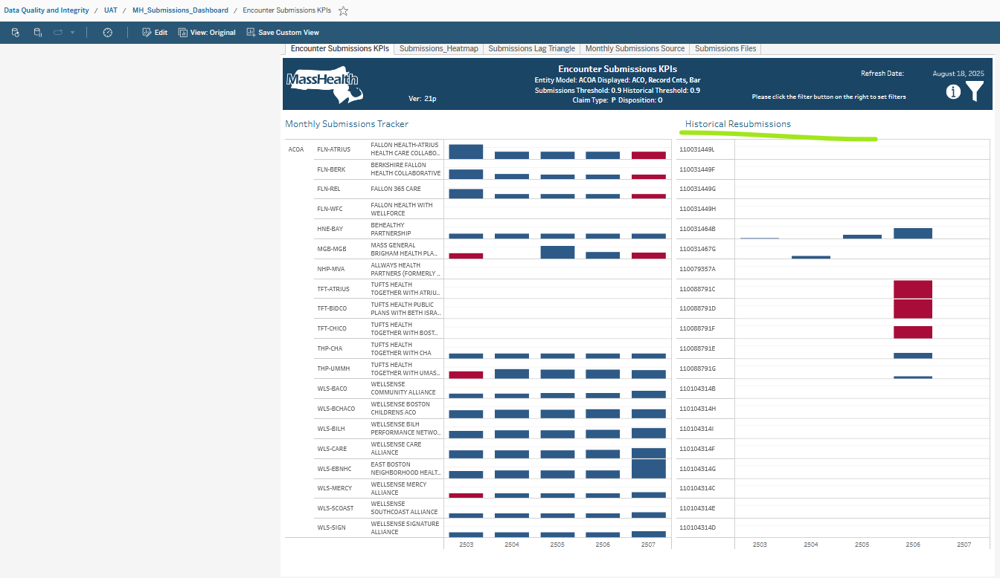 Data Quality and Integrity / UAT / MH_Submissions_Dashboard / Encounter Submissions KPIs
Edit View: Original Save Custom View
Encounter Submissions KPIs Submissions_Heatmap Submissions Lag Triangle Monthly Submissions Source Submissions Files
MassHealth
Ver: 21p
Encounter Submissions KPIs
Entity Model: ACOA Displayed: ACO, Record Cnts, Bar
Submissions Threshold: 0.9 Historical Threshold: 0.9
Claim Type: P Disposition: O
Refresh Date: August 18, 2025
Please click the filter button on the right to set filters
Monthly Submissions Tracker
Historical Resubmissions
ACOA FLN-ATRIUS FALLON HEALTH-ATRIUS
HEALTH CARE COLLABO.. 110031449L
FLN-BERK BERKSHIRE FALLON
HEALTH COLLABORATIVE 110031449F
FLN-REL FALLON 365 CARE 110031449G
FLN-WFC FALLON HEALTH WITH
WELLFORCE 110031449H
HNE-BAY BEHEALTHY
PARTNERSHIP 110031464B
MGB-MGB MASS GENERAL
BRIGHAM HEALTH PLA.. 110031467G
NHP-MVA ALLWAYS HEALTH
PARTNERS (FORMERLY .. 110079357A
TFT-ATRIUS TUFTS HEALTH
TOGETHER WITH ATRIU.. 110088791C
TFT-BIDCO TUFTS HEALTH PUBLIC
PLANS WITH BETH ISRA.. 110088791D
TFT-CHICO TUFTS HEALTH
TOGETHER WITH BOST.. 110088791F
THP-CHA TUFTS HEALTH
TOGETHER WITH CHA 110088791E
THP-UMMH TUFTS HEALTH
TOGETHER WITH UMAS.. 110088791G
WLS-BACO WELLSENSE
COMMUNITY ALLIANCE 110104314B
WLS-BCHACO WELLSENSE BOSTON
CHILDRENS ACO 110104314H
WLS-BILH WELLSENSE BILH
PERFORMANCE NETWO.. 110104314I
WLS-CARE WELLSENSE CARE
ALLIANCE 110104314F
WLS-EBNHC EAST BOSTON
NEIGHBORHOOD HEALT.. 110104314G
WLS-MERCY WELLSENSE MERCY
ALLIANCE 110104314C
WLS-SCOAST WELLSENSE
SOUTHCOAST ALLIANCE 110104314E
WLS-SIGN WELLSENSE SIGNATURE
ALLIANCE 110104314D
2503 2504 2505 2506 2507 2503 2504 2505 2506 2507